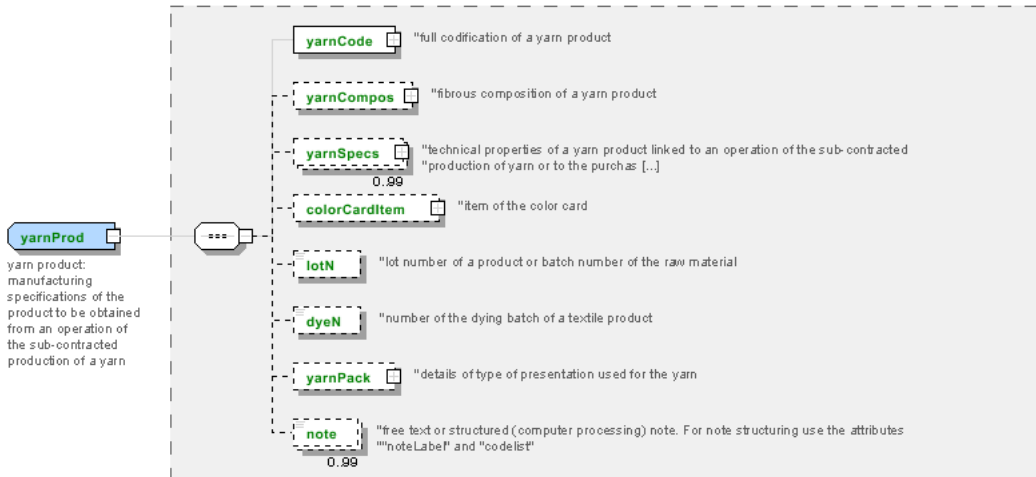 yarnCode
"full codification of a yarn product
yarnCompos
"fibrous composition of a yarn product
yarnSpecs
"technical properties of a yarn product linked to an operation of the sub-contracted
"production of yarn or to the purchas [...]
0..99
colorCardItem
"item of the color card
yarnProd
yarn product:
manufacturing
specifications of the
product to be obtained
from an operation of
the sub-contracted
production of a yarn
lotN
"lot number of a product or batch number of the raw material
dyeN
"number of the dying batch of a textile product
yarnPack
"details of type of presentation used for the yarn
note
"free text or structured (computer processing) note. For note structuring use the attributes
""noteLabel" and "codelist"
0..99